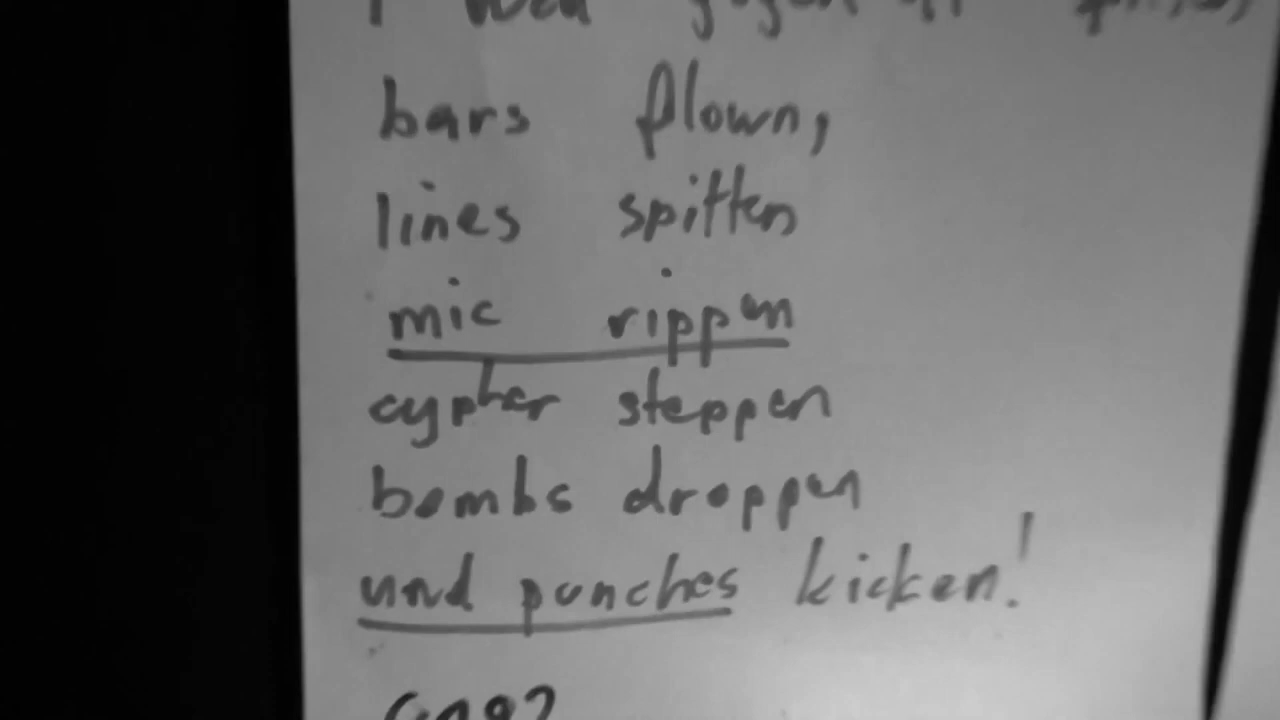 bars flown,
lines spitten
mic rippen
cypher steppen
bombs droppen
und punches kicken!